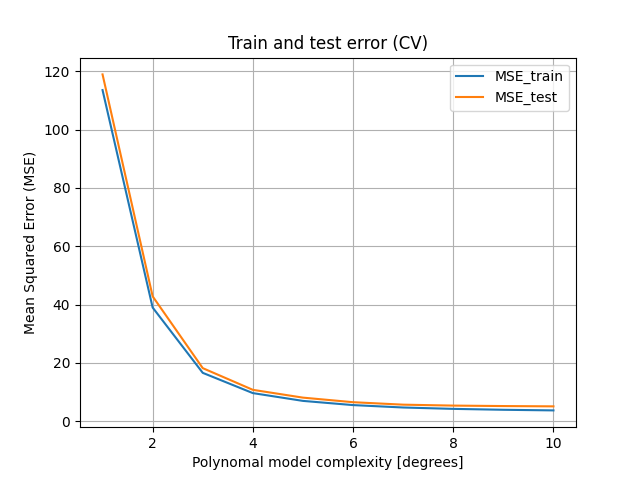 Train and test error (CV)
MSE_train
MSE_test
Mean Squared Error (MSE)
120
100
80
60
40
20
0
2 4 6 8 10
Polynomal model complexity [degrees]